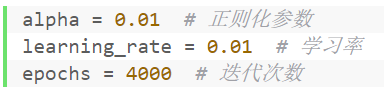 alpha = 0.01  # 正则化参数
learning_rate = 0.01  # 学习率
epochs = 4000  # 迭代次数